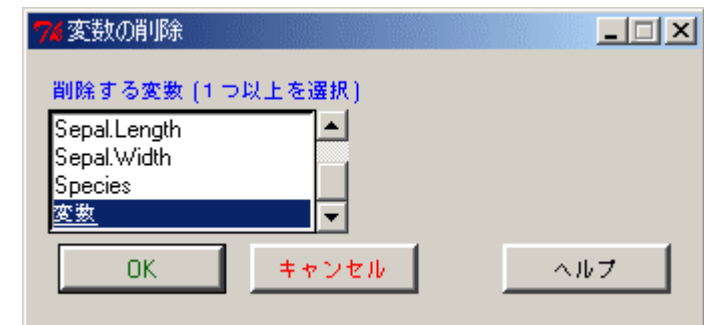 変数の削除
削除する変数 (1つ以上を選択)
Sepal.Length
Sepal.Width
Species
変数
OK キャンセル ヘルプ